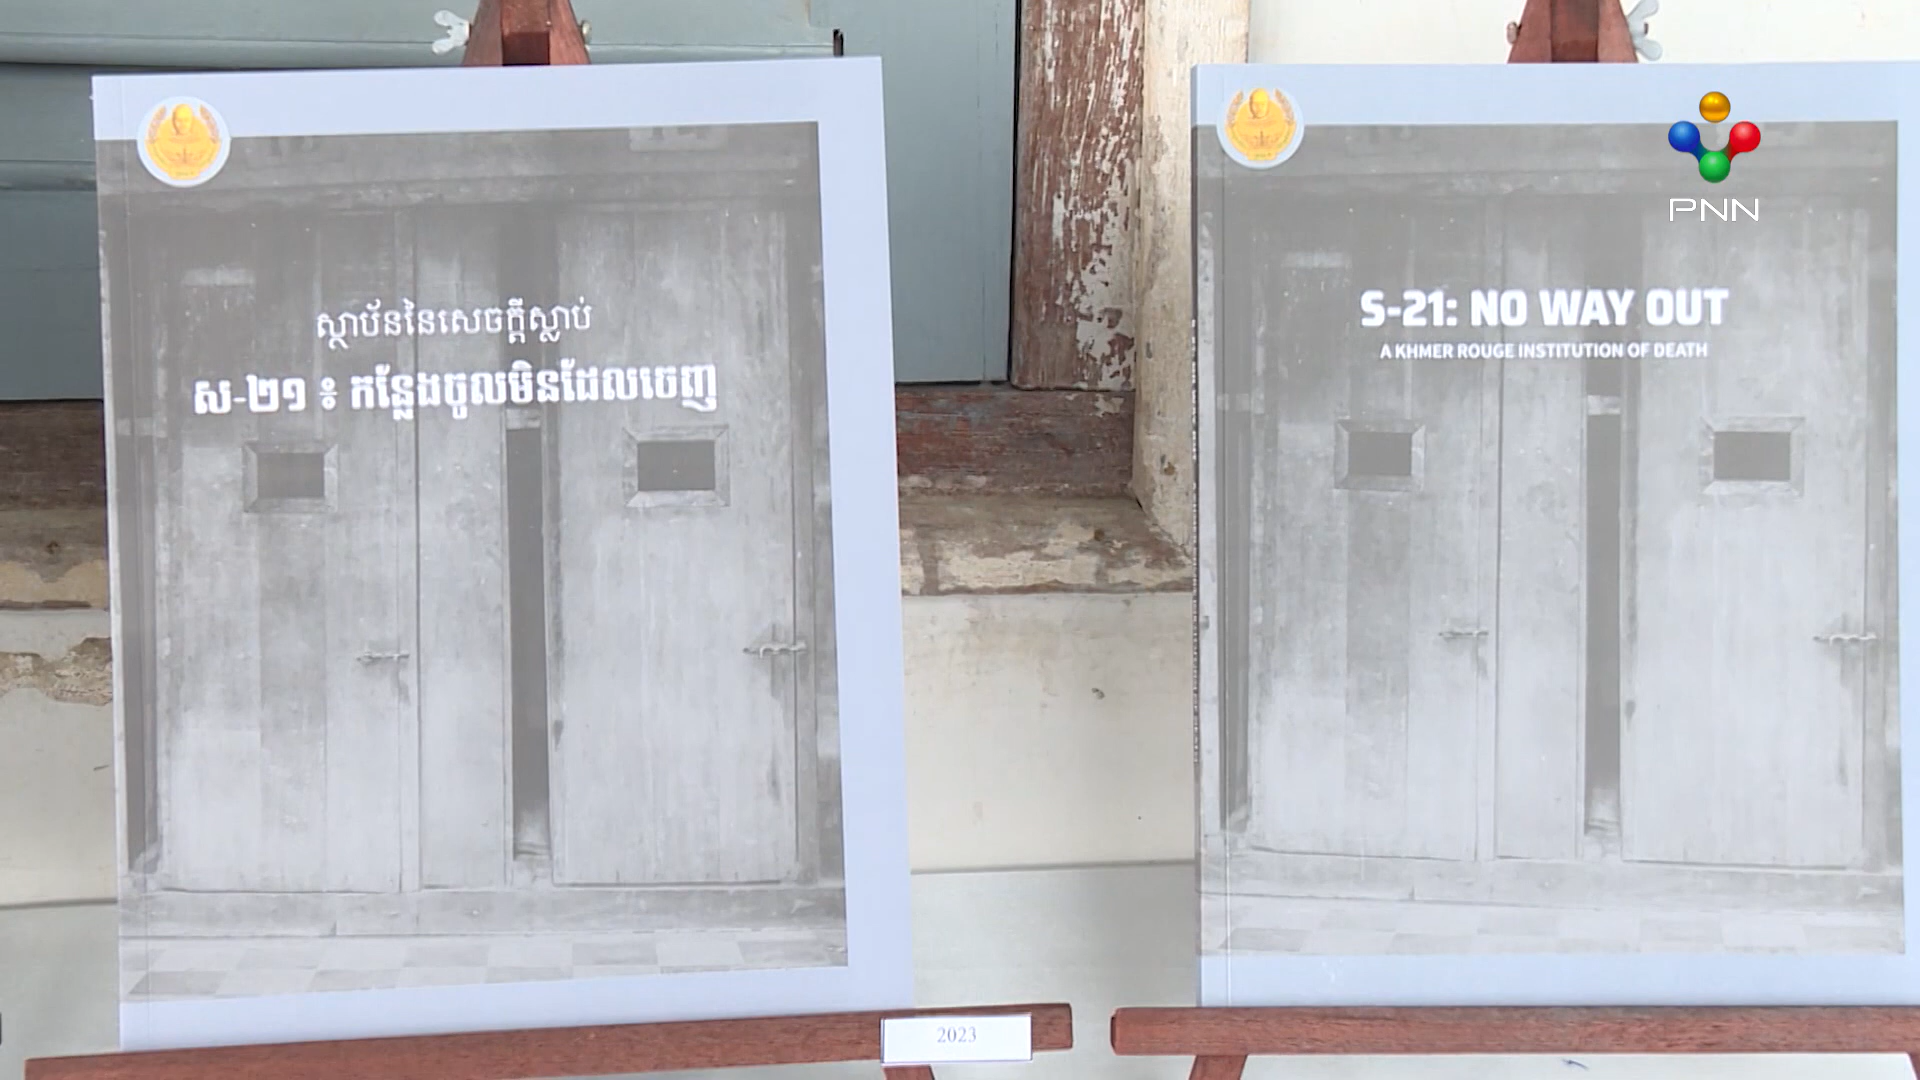 ស្ថាប័ននៃសេចក្តីស្លាប់
ស-២១ ៖ កន្លែងចូលមិនដែលចេញ
S-21: NO WAY OUT
A KHMER ROUGE INSTITUTION OF DEATH
PNN
2023